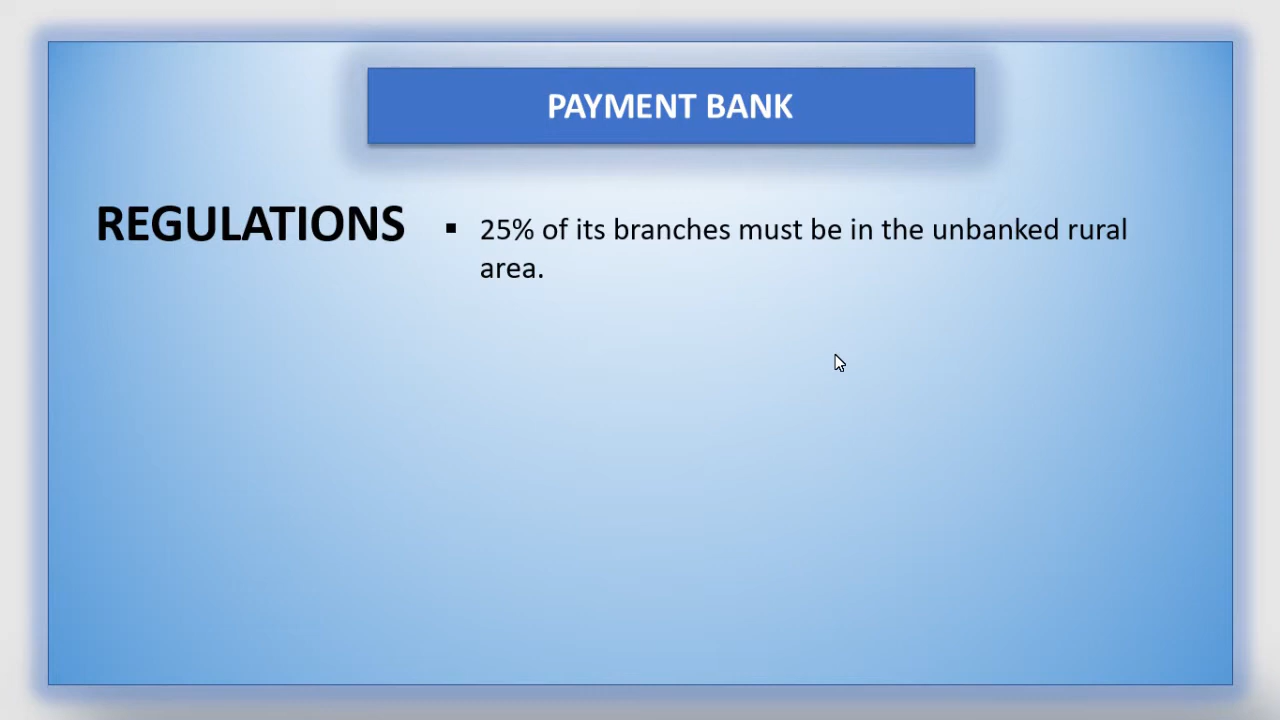 PAYMENT BANK
REGULATIONS
▪ 25% of its branches must be in the unbanked rural
area.